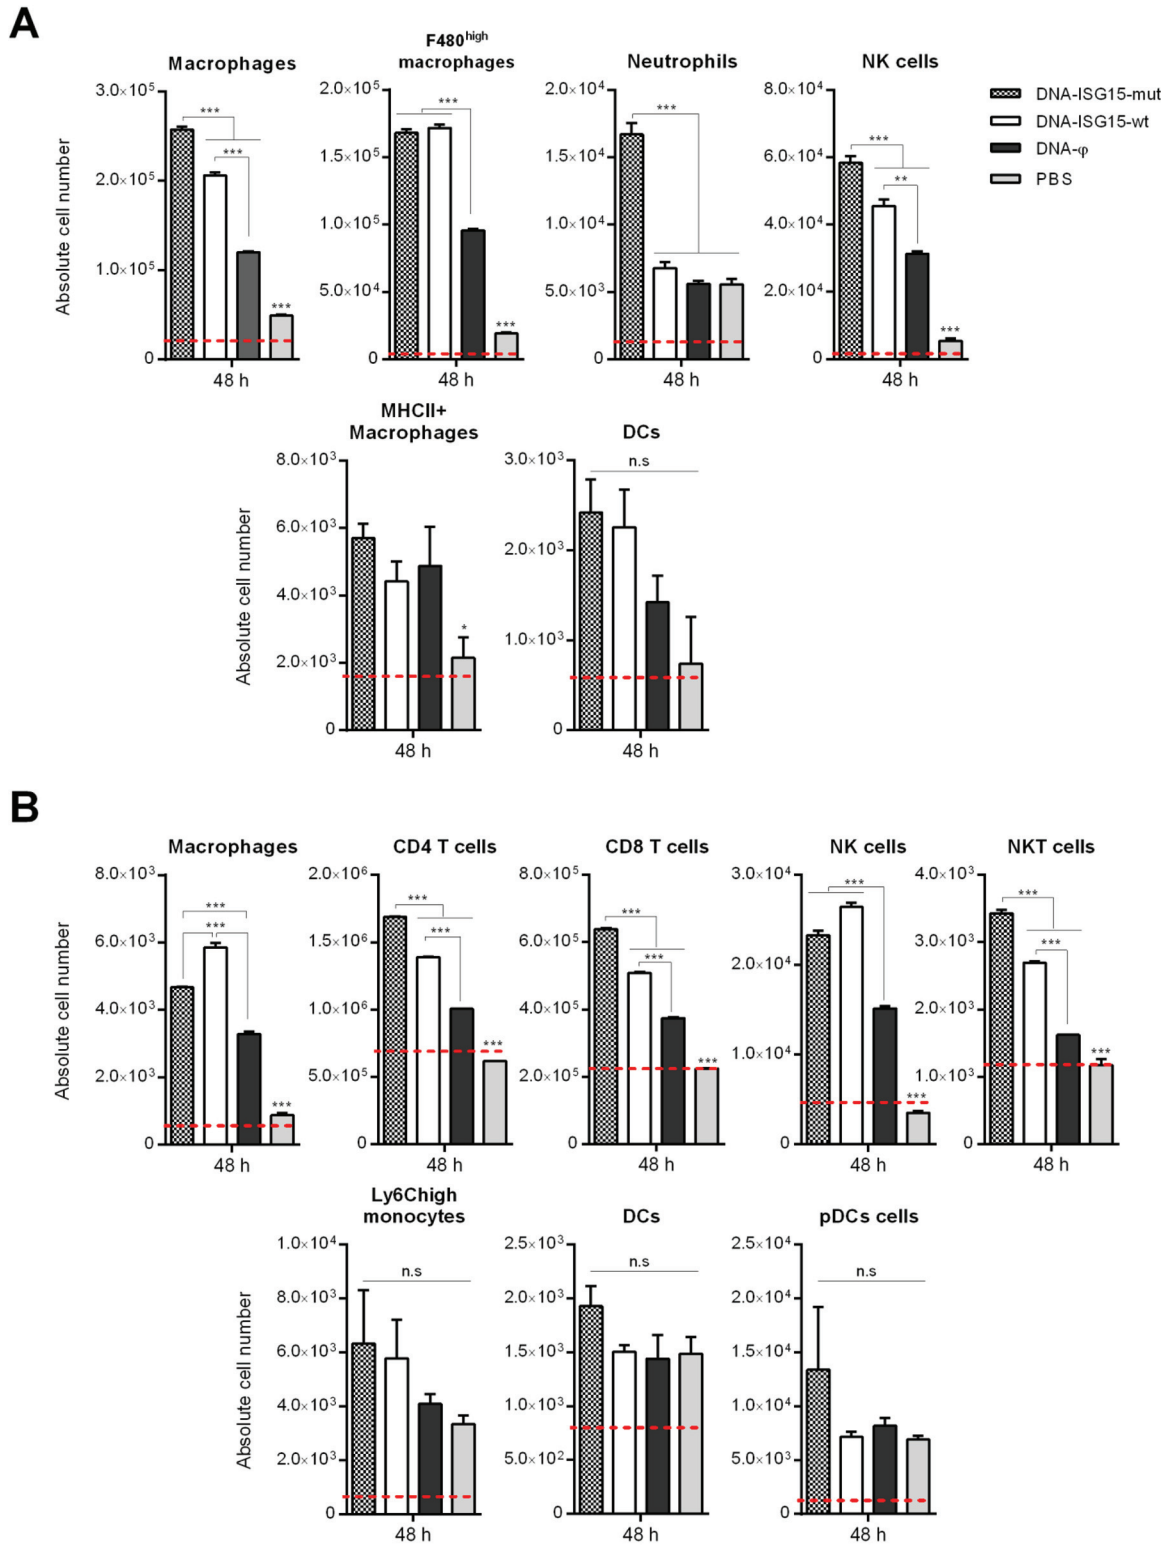 A
Macrophages
3.0×10⁵
2.0×10⁵
1.0×10⁵
0
Absolute cell number
***
***
***
48 h
F480high
macrophages
2.0×10⁵
1.5×10⁵
1.0×10⁵
5.0×10⁴
0
***
***
48 h
Neutrophils
2.0×10⁴
1.5×10⁴
1.0×10⁴
5.0×10³
0
***
48 h
NK cells
8.0×10⁴
6.0×10⁴
4.0×10⁴
2.0×10⁴
0
***
**
***
48 h
DNA-ISG15-mut
DNA-ISG15-wt
DNA-φ
PBS
MHCII+
Macrophages
8.0×10³
6.0×10³
4.0×10³
2.0×10³
0
Absolute cell number
*
48 h
DCs
3.0×10³
2.0×10³
1.0×10³
0
n.s
48 h
B
Macrophages
8.0×10³
6.0×10³
4.0×10³
2.0×10³
0
Absolute cell number
***
***
***
48 h
CD4 T cells
2.0×10⁶
1.5×10⁶
1.0×10⁶
5.0×10⁵
0
***
***
***
48 h
CD8 T cells
8.0×10⁵
6.0×10⁵
4.0×10⁵
2.0×10⁵
0
***
***
***
48 h
NK cells
3.0×10⁴
2.0×10⁴
1.0×10⁴
0
***
***
48 h
NKT cells
4.0×10³
3.0×10³
2.0×10³
1.0×10³
0
***
***
***
48 h
Ly6Chigh
monocytes
1.0×10⁴
8.0×10³
6.0×10³
4.0×10³
2.0×10³
0
Absolute cell number
n.s
48 h
DCs
2.5×10³
2.0×10³
1.5×10³
1.0×10³
5.0×10²
0
n.s
48 h
pDCs cells
2.5×10⁴
2.0×10⁴
1.5×10⁴
1.0×10⁴
5.0×10³
0
n.s
48 h